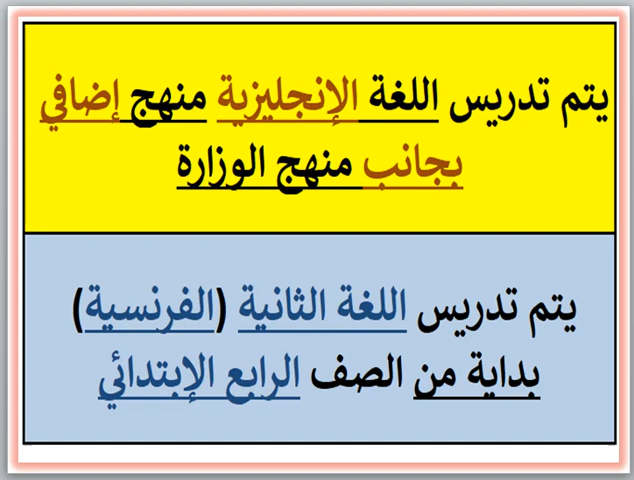 يتم تدريس اللغة الإنجليزية منهج إضافي
بجانب منهج الوزارة
يتم تدريس اللغة الثانية (الفرنسية)
بداية من الصف الرابع الإبتدائي